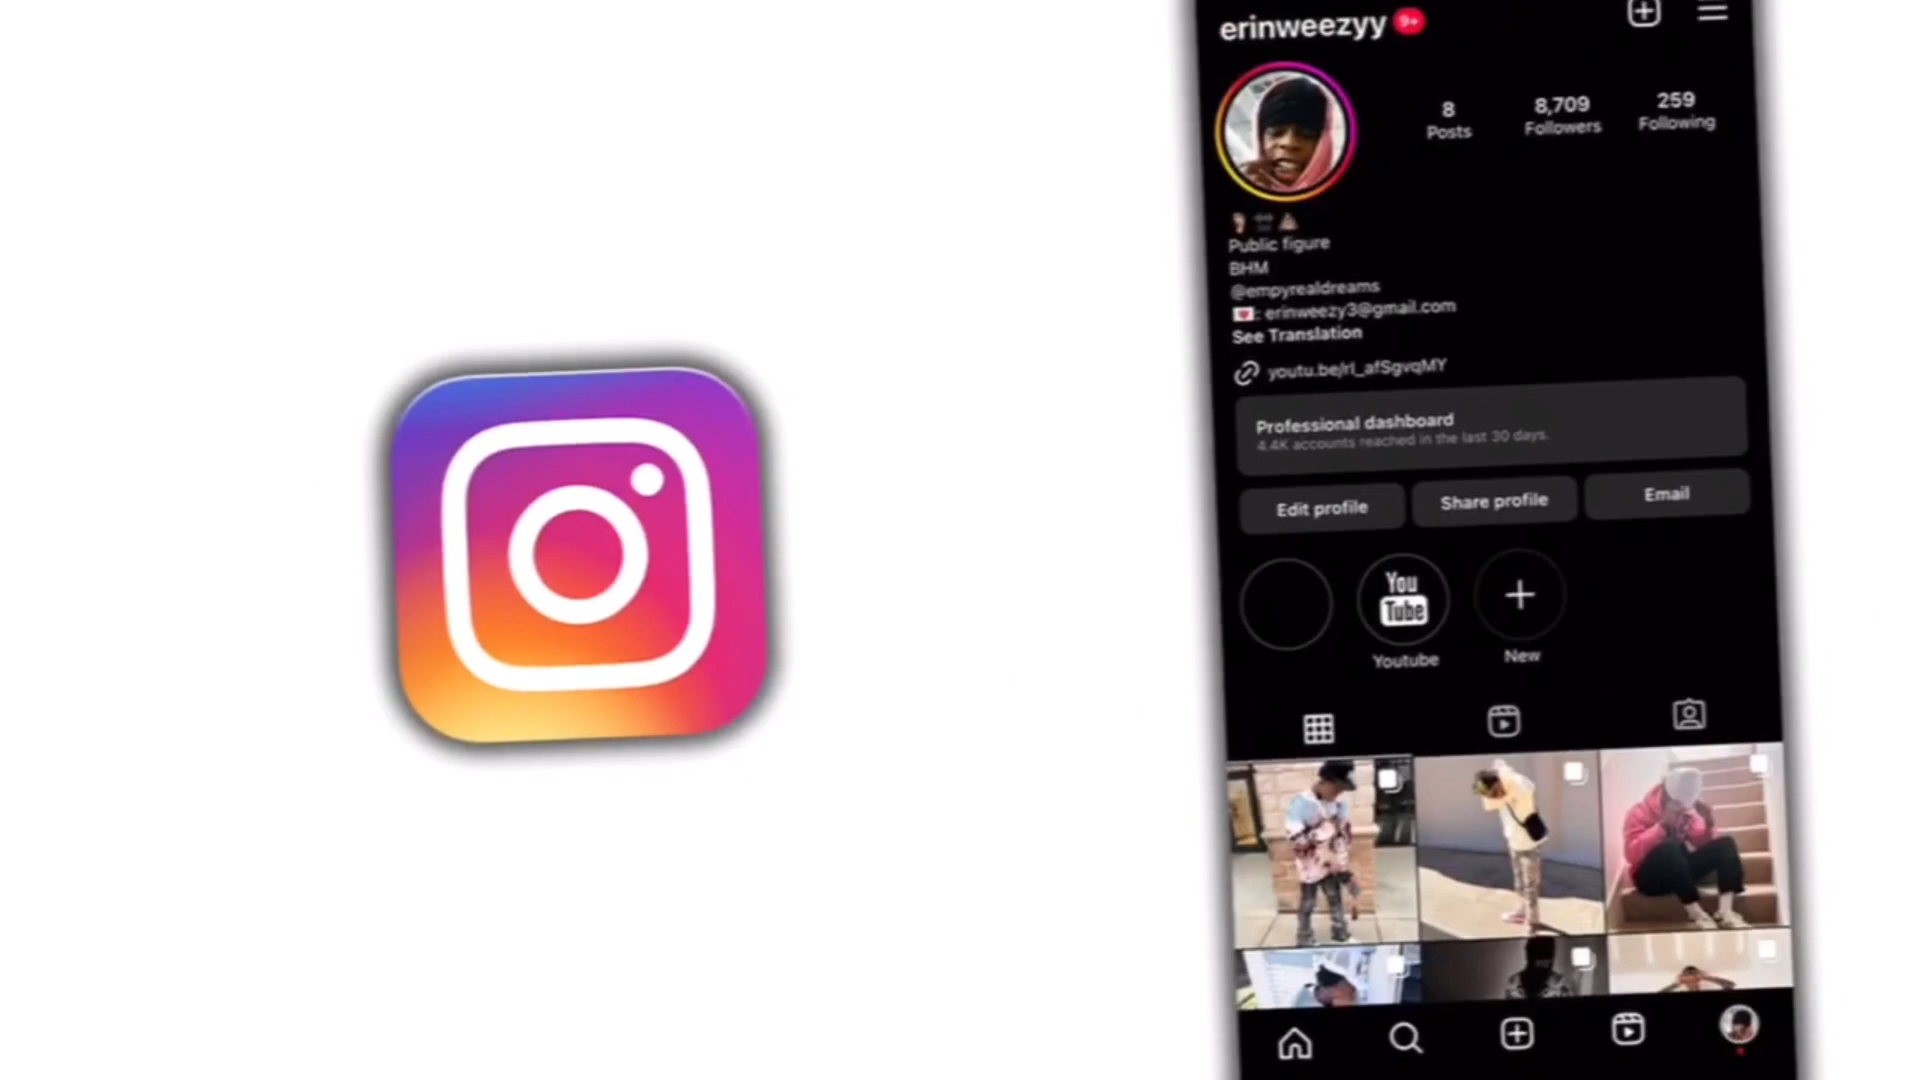 erinweezyy 9+
8 8,709 259
Posts Followers Following
Public figure
BHM
@empyrealdreams
: erinweezy3@gmail.com
See Translation
youtu.be/rl_afSgvqMY
Professional dashboard
4.4K accounts reached in the last 30 days.
Edit profile Share profile Email
You
Tube
Youtube New